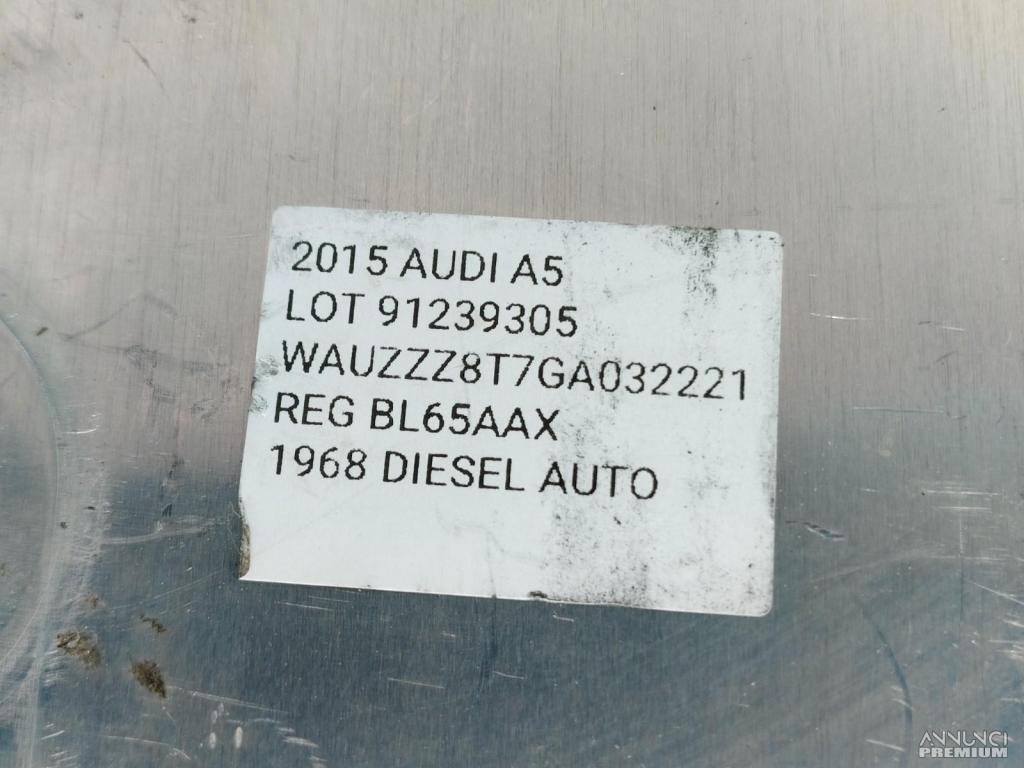 2015 AUDI A5
LOT 91239305
WAUZZZ8T7GA032221
REG BL65AAX
1968 DIESEL AUTO
ANNUNCI
PREMIUM